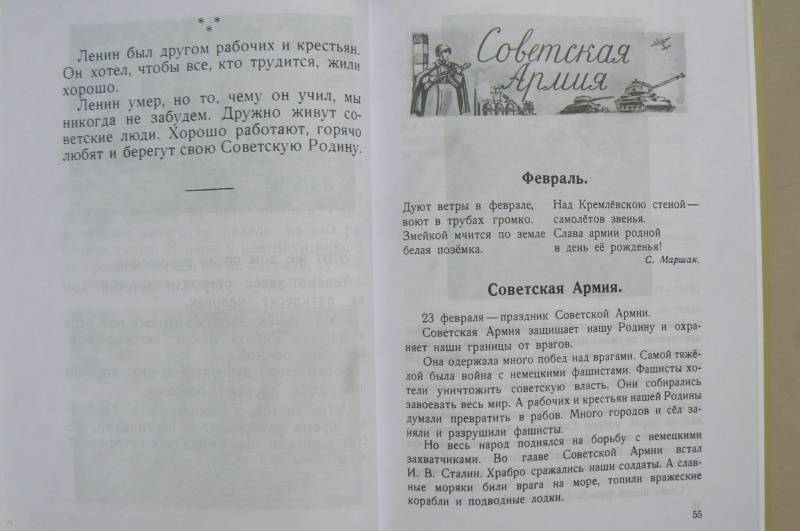 * *
*
Ленин был другом рабочих и крестьян.
Он хотел, чтобы все, кто трудится, жили
хорошо.
Ленин умер, но то, чему он учил, мы
никогда не забудем. Дружно живут со-
ветские люди. Хорошо работают, горячо
любят и берегут свою Советскую Родину.
Советская
Армия
Февраль.
Дуют ветры в феврале,
воют в трубах громко.
Змейкой мчится по земле
белая позёмка.
Над Кремлёвскою стеной—
самолётов звенья.
Слава армии родной
в день её рожденья!
С. Маршак.
Советская Армия.
23 февраля—праздник Советской Армии.
Советская Армия защищает нашу Родину и охра-
няет наши границы от врагов.
Она одержала много побед над врагами. Самой тяжё-
лой была война с немецкими фашистами. Фашисты хо-
тели уничтожить советскую власть. Они собирались
завоевать весь мир. А рабочих и крестьян нашей Родины
думали превратить в рабов. Много городов и сёл за-
няли и разрушили фашисты.
Но весь народ поднялся на борьбу с немецкими
захватчиками. Во главе Советской Армии встал
И. В. Сталин. Храбро сражались наши солдаты. А слав-
ные моряки били врага на море, топили вражеские
корабли и подводные лодки.
55